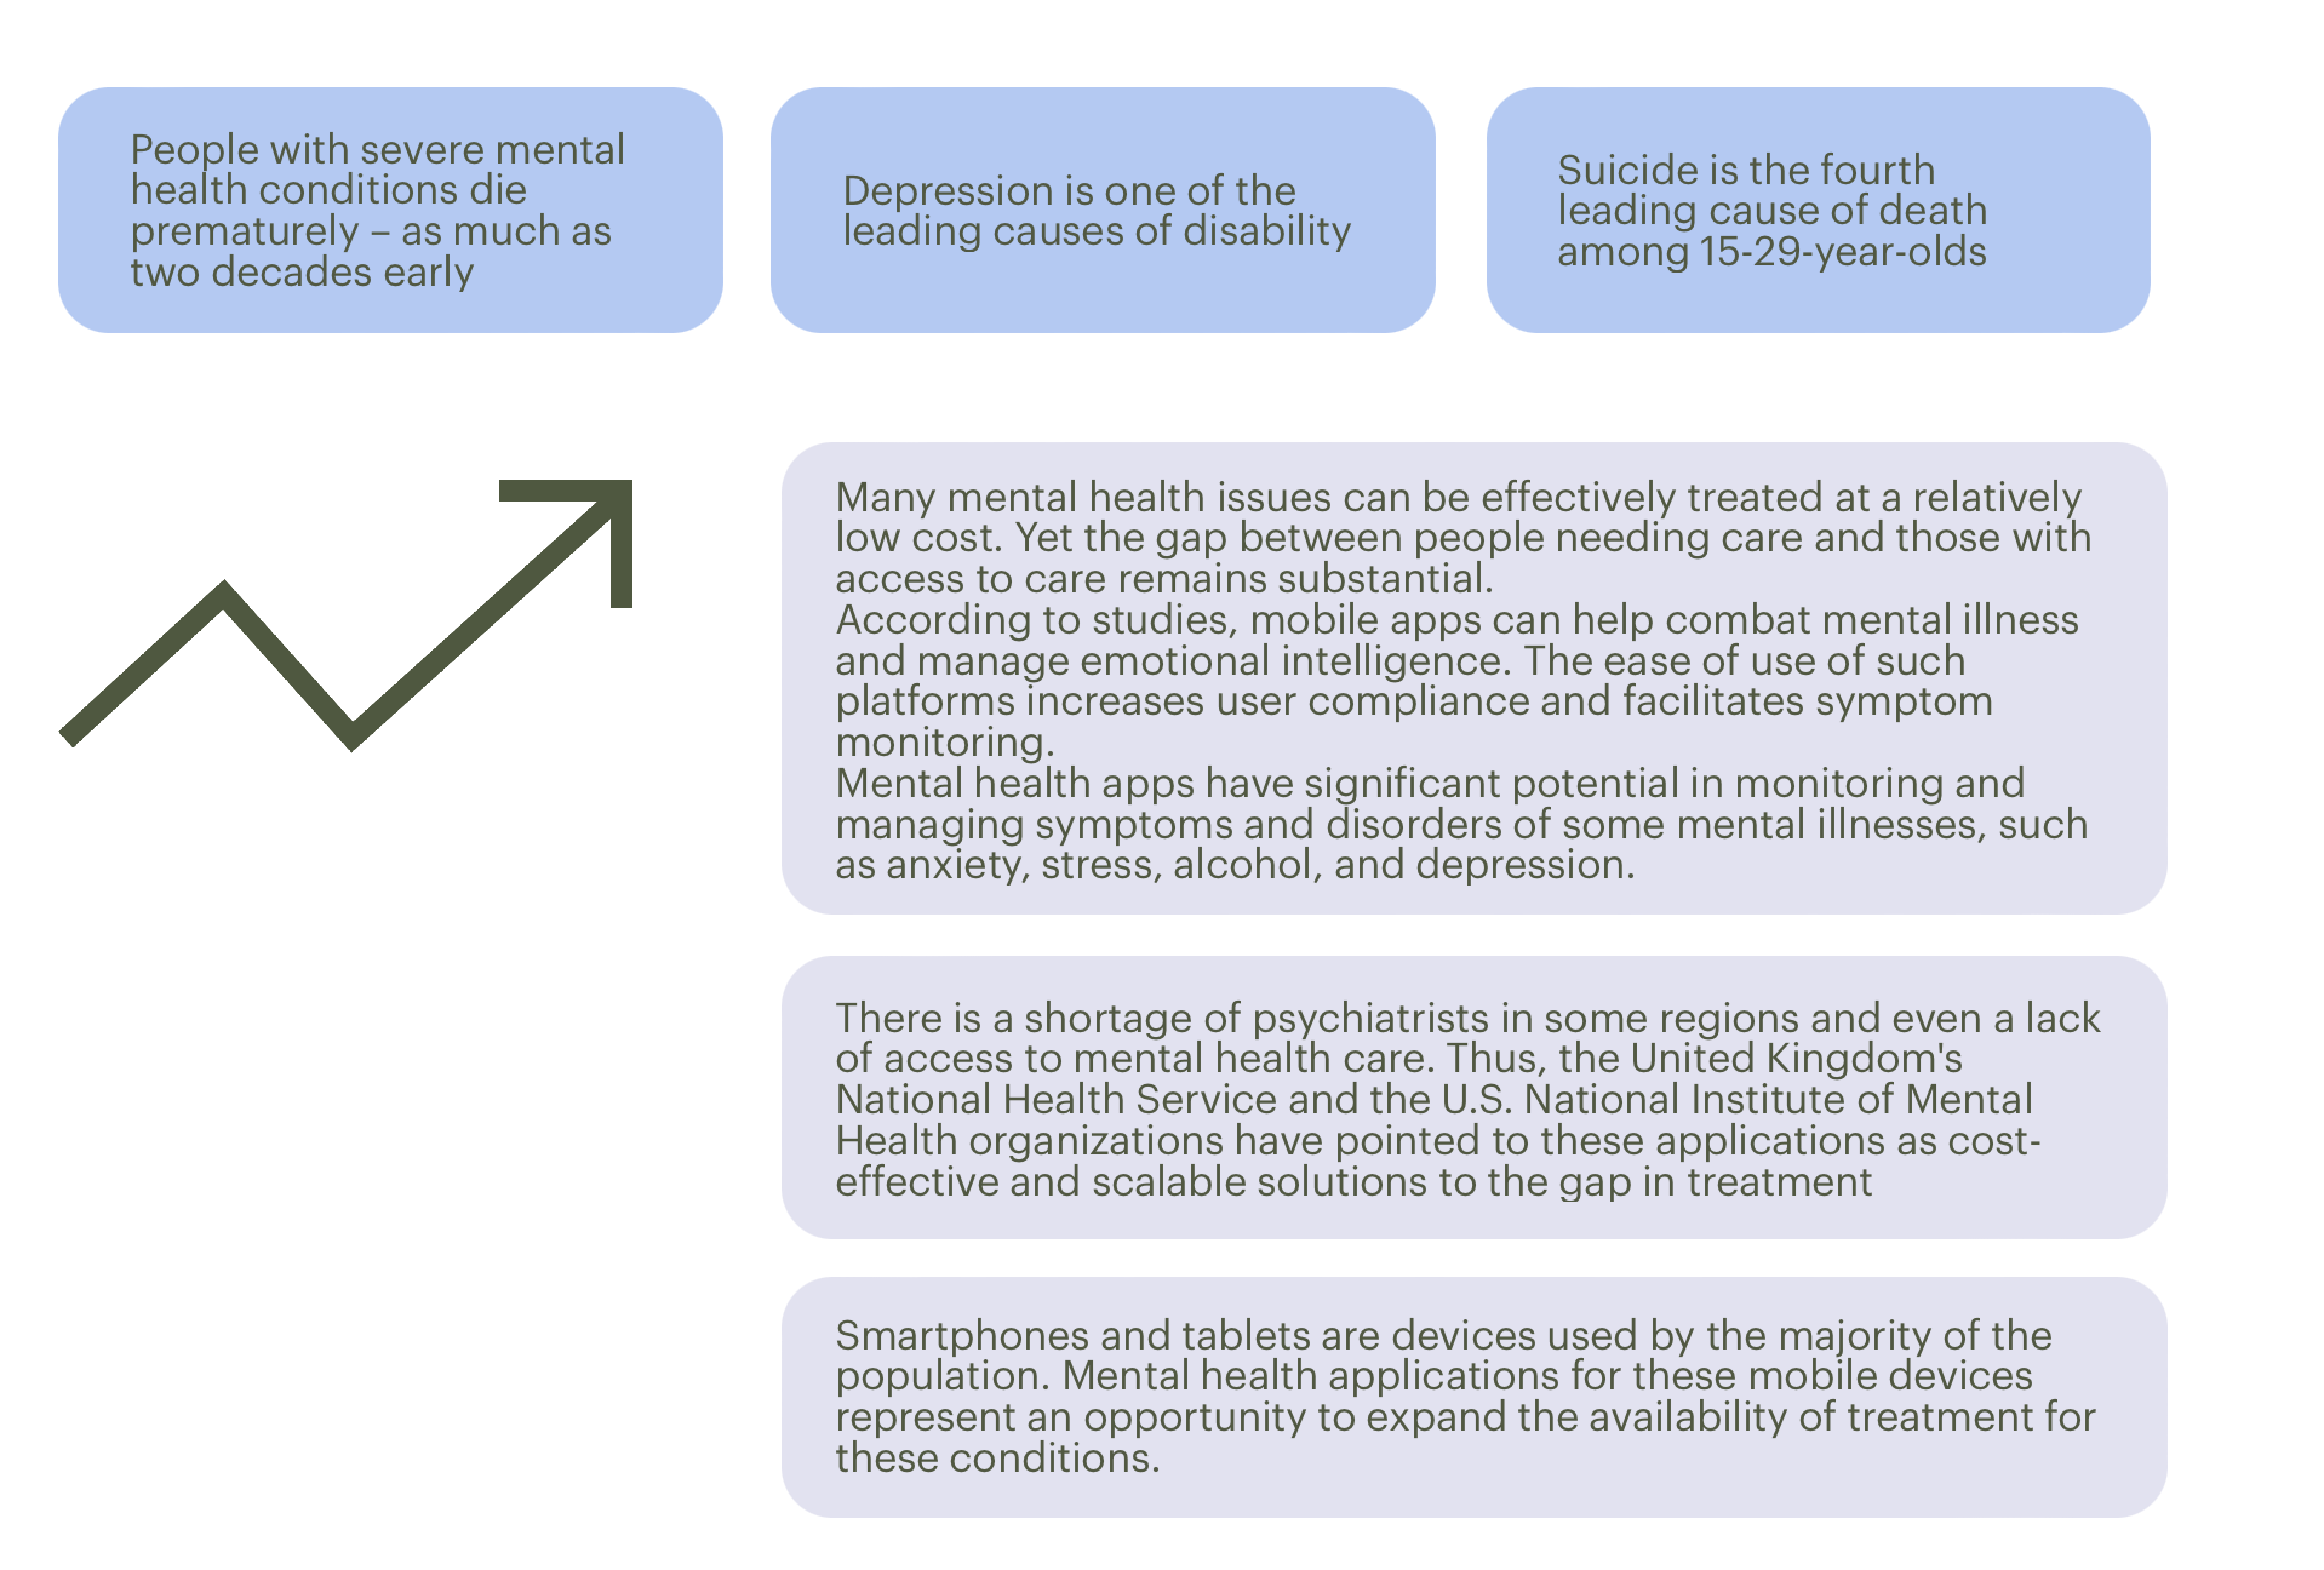 People with severe mental
health conditions die
prematurely – as much as
two decades early
Depression is one of the
leading causes of disability
Suicide is the fourth
leading cause of death
among 15-29-year-olds
Many mental health issues can be effectively treated at a relatively
low cost. Yet the gap between people needing care and those with
access to care remains substantial.
According to studies, mobile apps can help combat mental illness
and manage emotional intelligence. The ease of use of such
platforms increases user compliance and facilitates symptom
monitoring.
Mental health apps have significant potential in monitoring and
managing symptoms and disorders of some mental illnesses, such
as anxiety, stress, alcohol, and depression.
There is a shortage of psychiatrists in some regions and even a lack
of access to mental health care. Thus, the United Kingdom's
National Health Service and the U.S. National Institute of Mental
Health organizations have pointed to these applications as cost-
effective and scalable solutions to the gap in treatment
Smartphones and tablets are devices used by the majority of the
population. Mental health applications for these mobile devices
represent an opportunity to expand the availability of treatment for
these conditions.